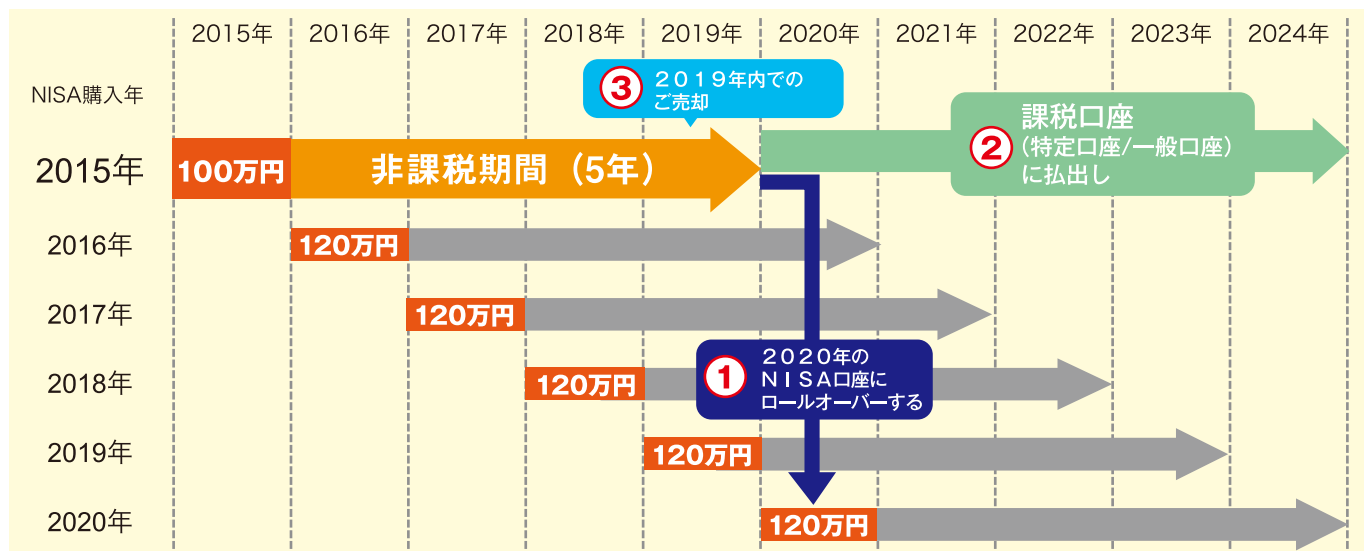 2015年 2016年 2017年 2018年 2019年 2020年 2021年 2022年 2023年 2024年
NISA購入年
③ 2019年内での
ご売却
2015年 100万円 非課税期間（5年）
② 課税口座
（特定口座/一般口座）
に払出し
2016年 120万円
2017年 120万円
① 2020年の
NISA口座に
ロールオーバーする
2018年 120万円
2019年 120万円
2020年 120万円